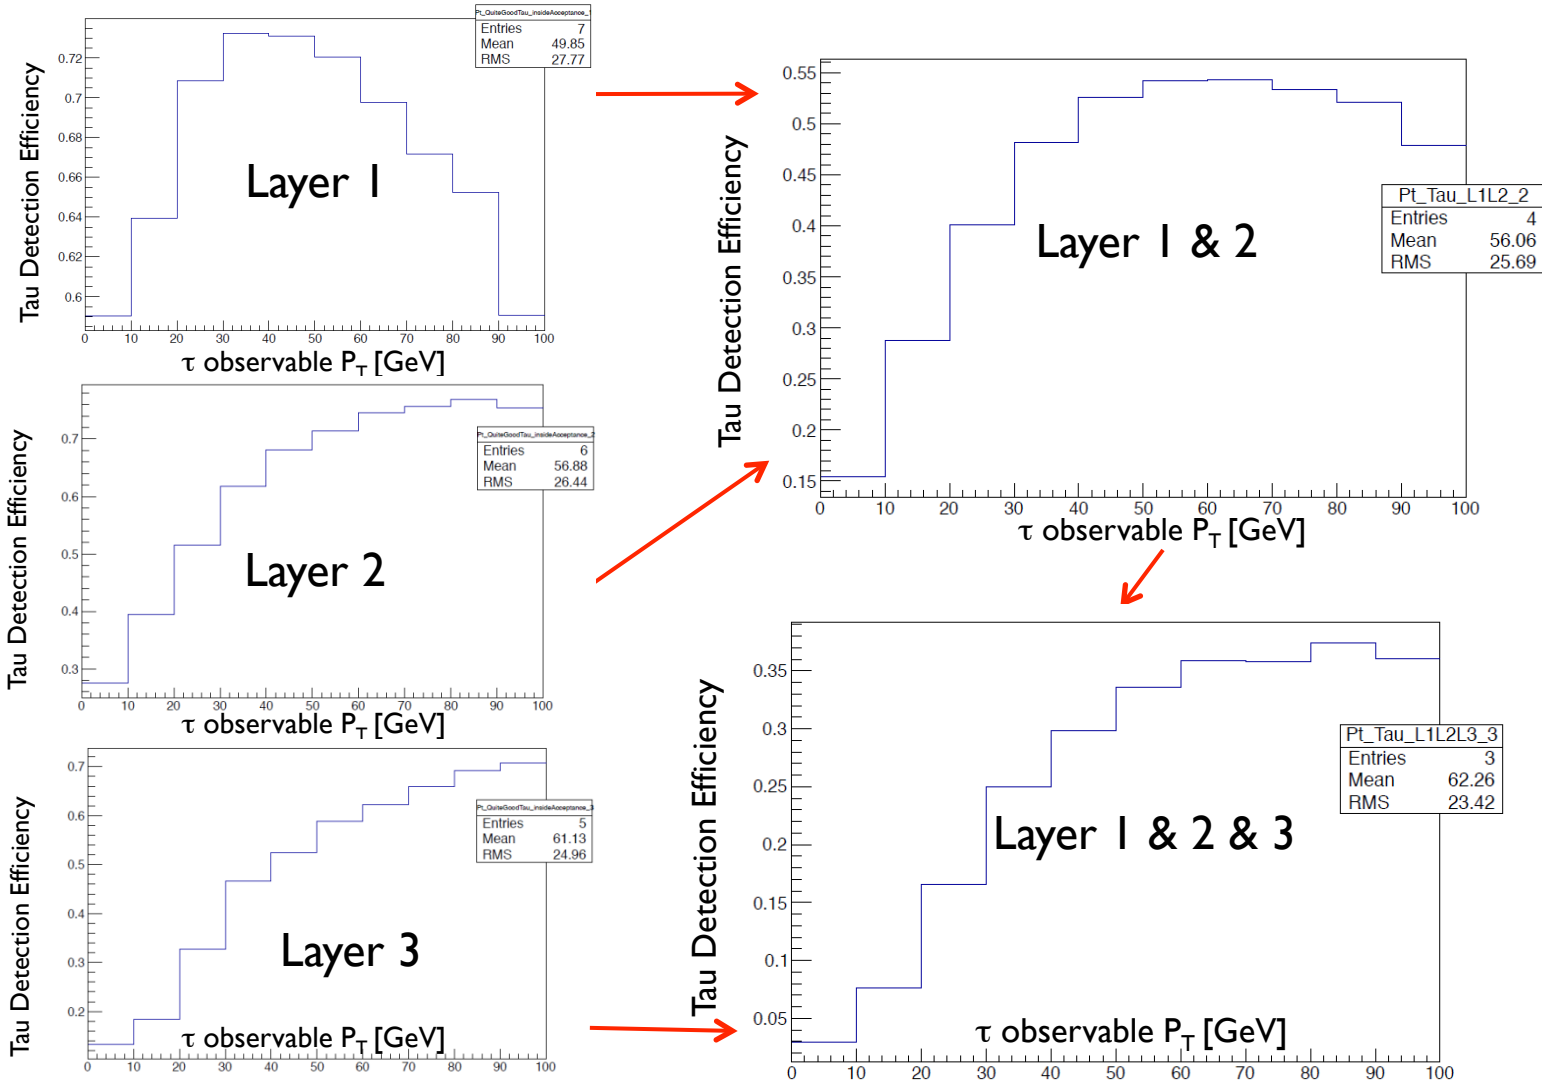 Pt_QuiteGoodTau_insideAcceptance_1
Entries 7
Mean 49.85
RMS 27.77
Tau Detection Efficiency
0.72
0.7
0.68
0.66
0.64
0.62
0.6
Layer 1
0 10 20 30 40 50 60 70 80 90 100
τ observable PT [GeV]
Pt_QuiteGoodTau_insideAcceptance_2
Entries 6
Mean 56.88
RMS 26.44
Tau Detection Efficiency
0.7
0.6
0.5
0.4
0.3
Layer 2
0 10 20 30 40 50 60 70 80 90 100
τ observable PT [GeV]
Pt_QuiteGoodTau_insideAcceptance_3
Entries 5
Mean 61.13
RMS 24.96
Tau Detection Efficiency
0.7
0.6
0.5
0.4
0.3
0.2
Layer 3
τ observable PT [GeV]
0 10 20 30 40 50 60 70 80 90 100
Tau Detection Efficiency
0.55
0.5
0.45
0.4
0.35
0.3
0.25
0.2
0.15
Pt_Tau_L1L2_2
Entries 4
Mean 56.06
RMS 25.69
Layer 1 & 2
0 10 20 30 40 50 60 70 80 90 100
τ observable PT [GeV]
Tau Detection Efficiency
0.35
0.3
0.25
0.2
0.15
0.1
0.05
Pt_Tau_L1L2L3_3
Entries 3
Mean 62.26
RMS 23.42
Layer 1 & 2 & 3
τ observable PT [GeV]
0 10 20 30 40 50 60 70 80 90 100